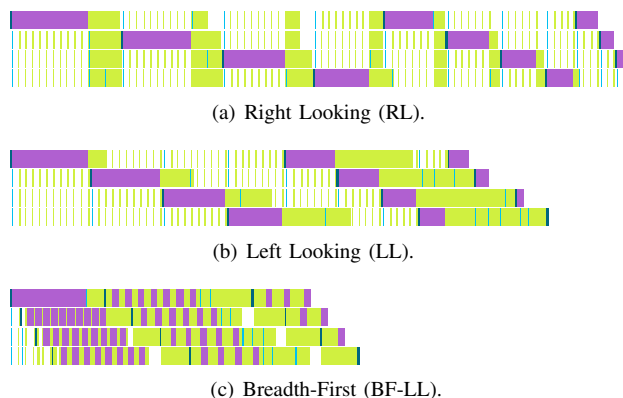 (a) Right Looking (RL).
(b) Left Looking (LL).
(c) Breadth-First (BF-LL).